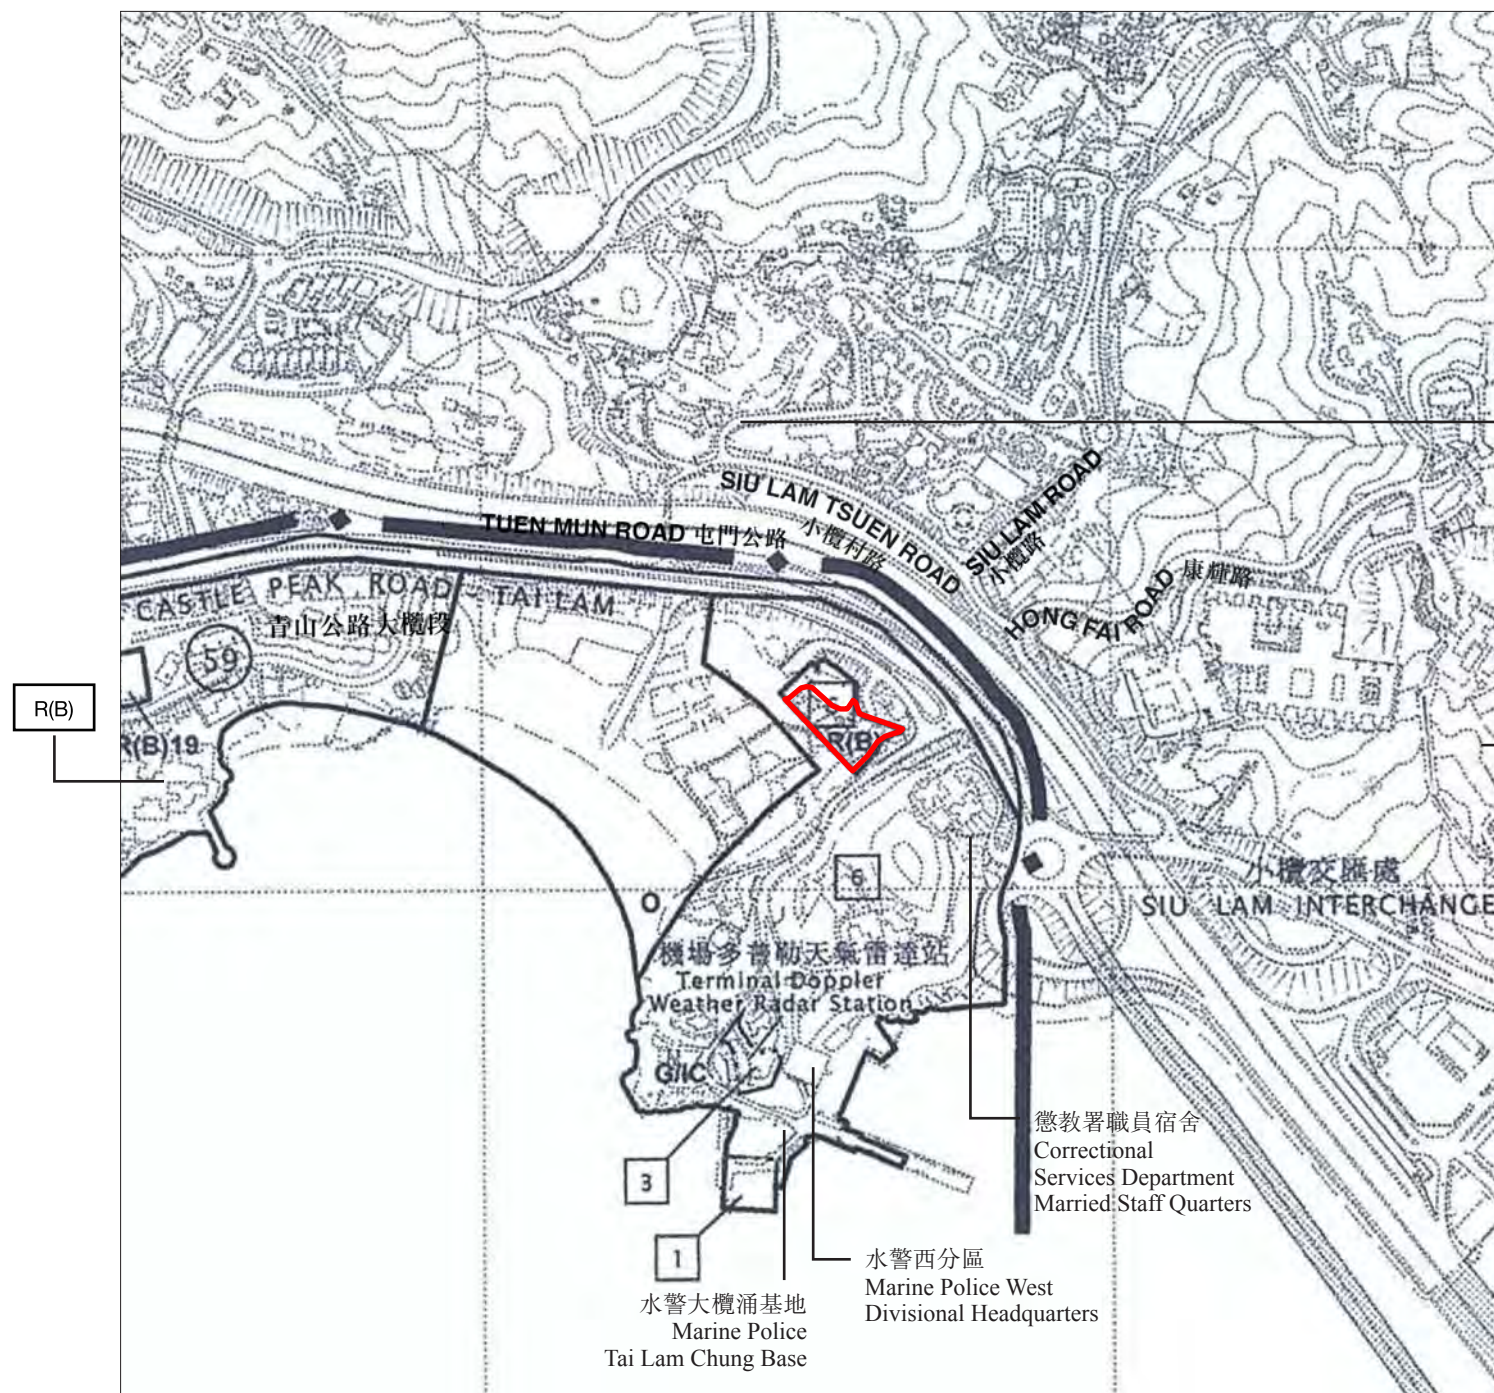 SIU LAM TSUEN ROAD
小欖村路
SIU LAM ROAD
小欖路
TUEN MUN ROAD 屯門公路
HONG FAI ROAD 康輝路
CASTLE PEAK ROAD - TAI LAM
青山公路大欖段
59
R(B)
R(B)19
5
R(B)
6
小欖交匯處
SIU LAM INTERCHANGE
O
機場多普勒天氣雷達站
Terminal Doppler
Weather Radar Station
G/IC
懲教署職員宿舍
Correctional
Services Department
Married Staff Quarters
3
1
水警西分區
Marine Police West
Divisional Headquarters
水警大欖涌基地
Marine Police
Tai Lam Chung Base